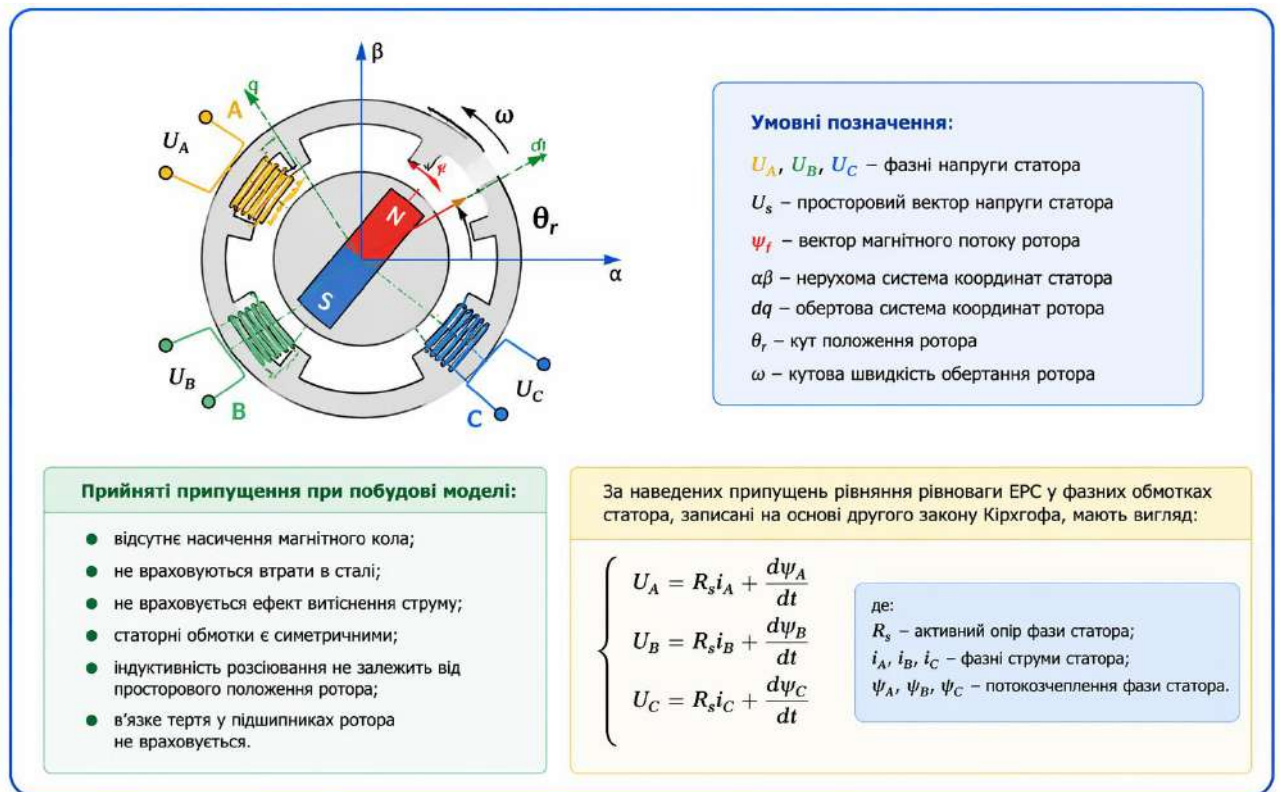 β
q
A
U_A
ω
d
N
θ_r
α
S
U_B
B
U_C
C
Умовні позначення:
U_A, U_B, U_C – фазні напруги статора
U_s – просторовий вектор напруги статора
ψ_f – вектор магнітного потоку ротора
αβ – нерухома система координат статора
dq – обертова система координат ротора
θ_r – кут положення ротора
ω – кутова швидкість обертання ротора
Прийняті припущення при побудові моделі:
● відсутнє насичення магнітного кола;
● не враховуються втрати в сталі;
● не враховується ефект витіснення струму;
● статорні обмотки є симетричними;
● індуктивність розсіювання не залежить від
просторового положення ротора;
● в'язке тертя у підшипниках ротора
не враховується.
За наведених припущень рівняння рівноваги ЕРС у фазних обмотках
статора, записані на основі другого закону Кірхгофа, мають вигляд:
U_A = R_s i_A + dψ_A/dt
U_B = R_s i_B + dψ_B/dt
U_C = R_s i_C + dψ_C/dt
де:
R_s – активний опір фази статора;
i_A, i_B, i_C – фазні струми статора;
ψ_A, ψ_B, ψ_C – потокозчеплення фази статора.